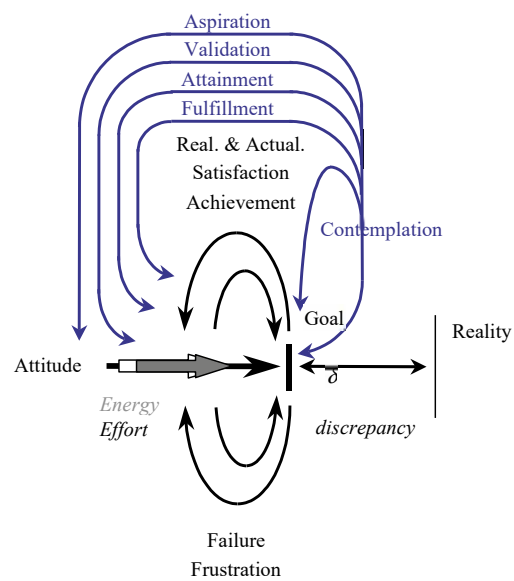 Aspiration
Validation
Attainment
Fulfillment
Real. & Actual.
Satisfaction
Achievement
Contemplation
Goal
Reality
Attitude
δ
Energy
Effort
discrepancy
Failure
Frustration